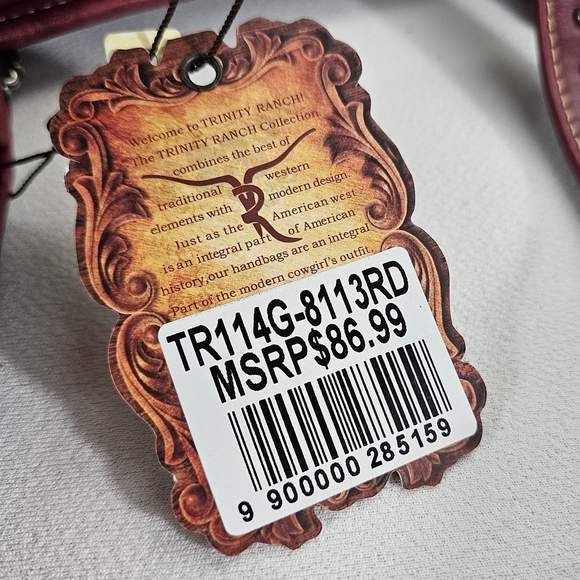 Welcome to TRINITY RANCH!
The TRINITY RANCH Collection
combines the best of
traditional western
elements with modern design.
Just as the American west
is an integral part of American
history,our handbags are an integral
Part of the modern cowgirl's outfit.
TR114G-8113RD
MSRP$86.99
9 900000 285159